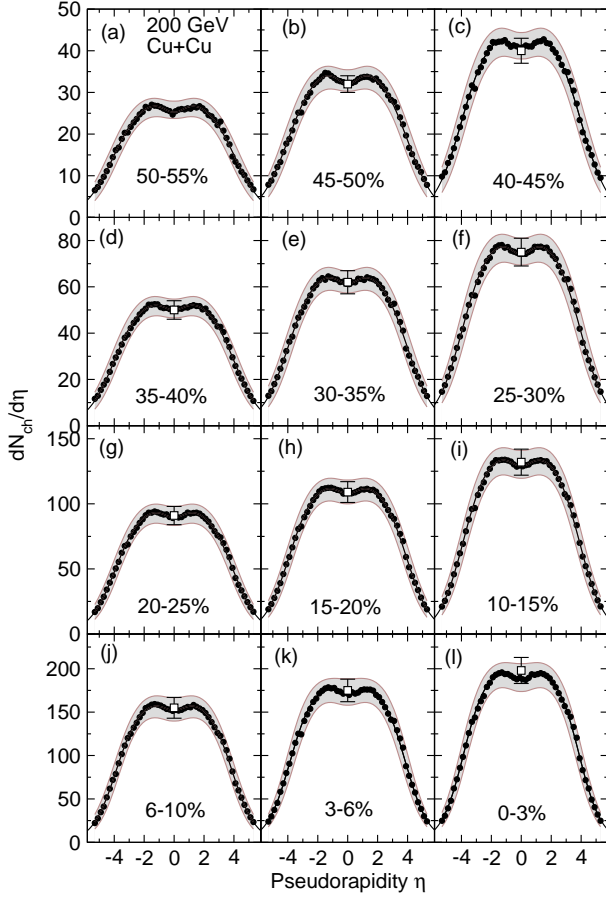 (a) 200 GeV Cu+Cu
50-55%
(b)
45-50%
(c)
40-45%
50
40
30
20
10
0
(d)
35-40%
(e)
30-35%
(f)
25-30%
80
60
40
20
0
dN_ch/dη
(g)
20-25%
(h)
15-20%
(i)
10-15%
150
100
50
0
(j)
6-10%
(k)
3-6%
(l)
0-3%
200
150
100
50
0
-4 -2 0 2 4
-4 -2 0 2 4
-4 -2 0 2 4
Pseudorapidity η